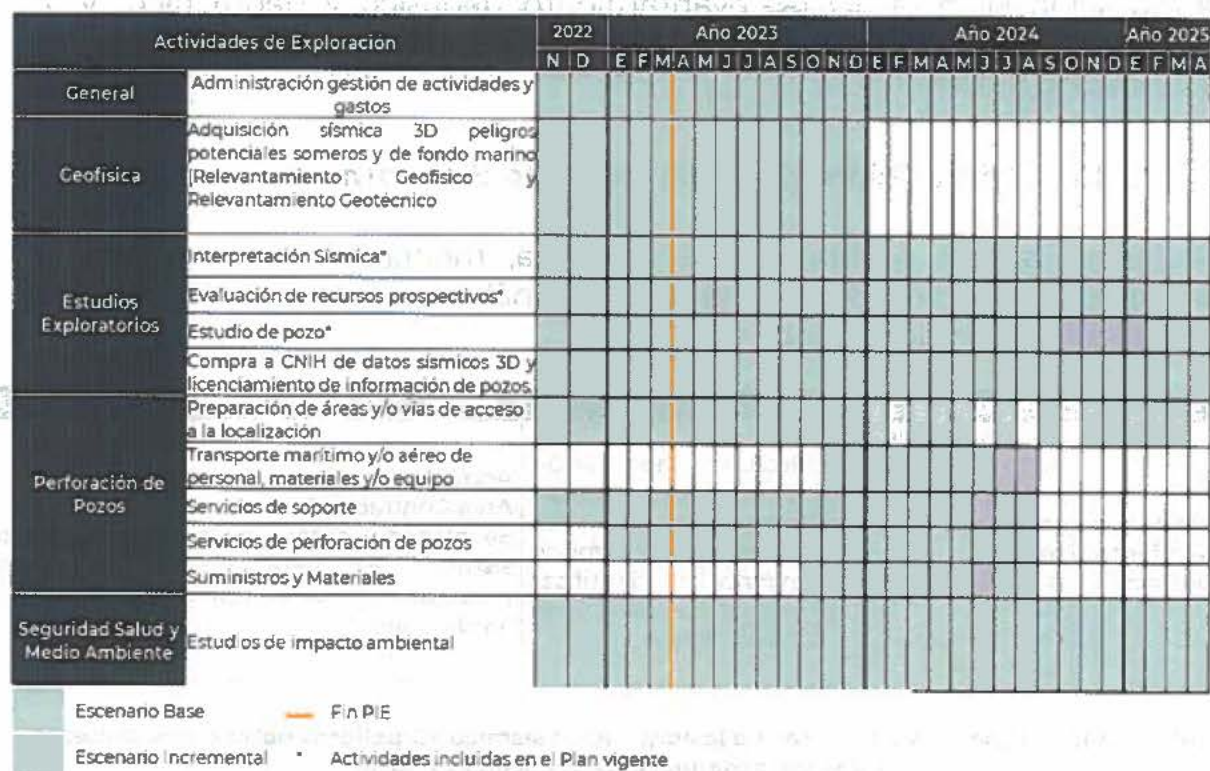 Actividades de Exploración
2022
Año 2023
Año 2024
Año 2025
N D E F M A M J J A S O N D E F M A M J J A S O N D E F M A
General
Administración gestión de actividades y
gastos
Geofísica
Adquisición sísmica 3D peligros
potenciales someros y de fondo marino
(Relevantamiento Geofísico y
Relevantamiento Geotécnico
Estudios
Exploratorios
Interpretación Sísmica*
Evaluación de recursos prospectivos*
Estudio de pozo*
Compra a CNIH de datos sísmicos 3D y
licenciamiento de información de pozos
Perforación de
Pozos
Preparación de áreas y/o vías de acceso
a la localización
Transporte marítimo y/o aéreo de
personal, materiales y/o equipo
Servicios de soporte
Servicios de perforación de pozos
Suministros y Materiales
Seguridad Salud y
Medio Ambiente
Estudios de impacto ambiental
Escenario Base
Fin PIE
Escenario Incremental
* Actividades incluidas en el Plan vigente